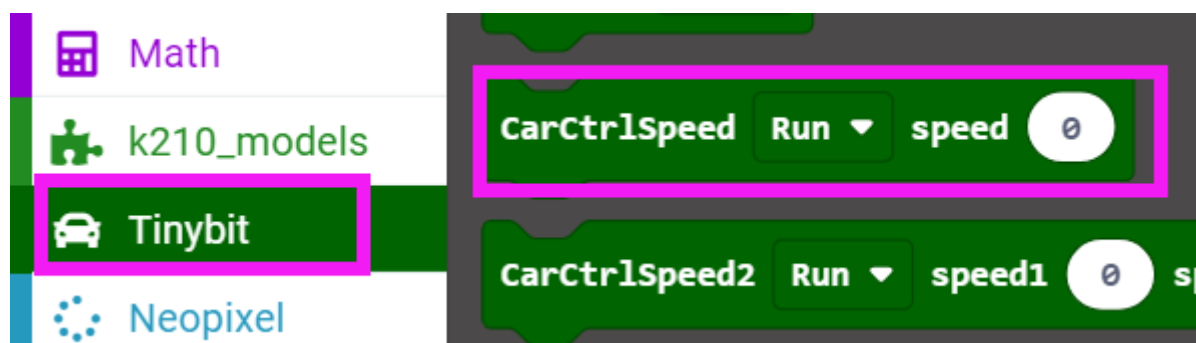 Math
k210_models
Tinybit
Neopixel
CarCtrlSpeed Run speed 0
CarCtrlSpeed2 Run speed1 0